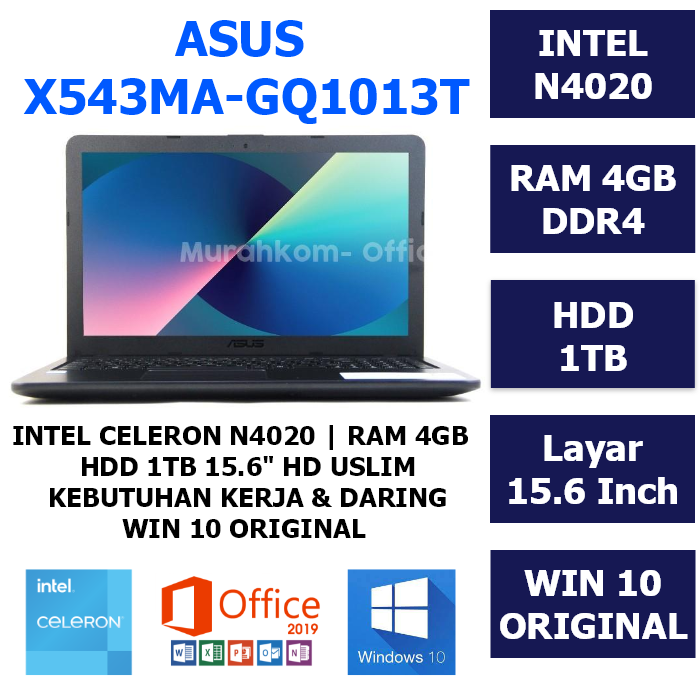 ASUS
X543MA-GQ1013T
INTEL
N4020
RAM 4GB
DDR4
HDD
1TB
Layar
15.6 Inch
WIN 10
ORIGINAL
Murahkom- Offic
ASUS
INTEL CELERON N4020 | RAM 4GB
HDD 1TB 15.6" HD USLIM
KEBUTUHAN KERJA & DARING
WIN 10 ORIGINAL
intel.
CELERON
Office
2019
W X P O N
Windows 10